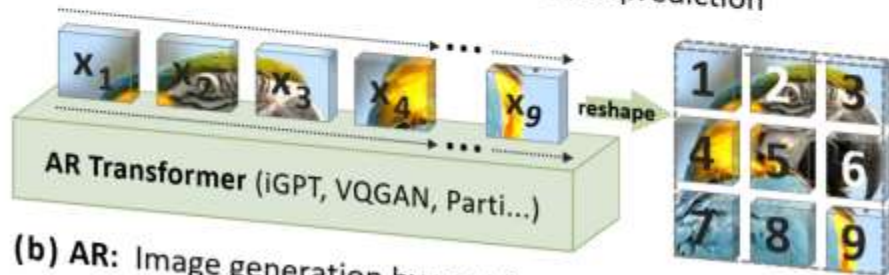 prediction
x1 x2 x3 x4 ... x9
reshape
1 2 3
4 5 6
7 8 9
AR Transformer (iGPT, VQGAN, Parti...)
(b) AR: Image generation